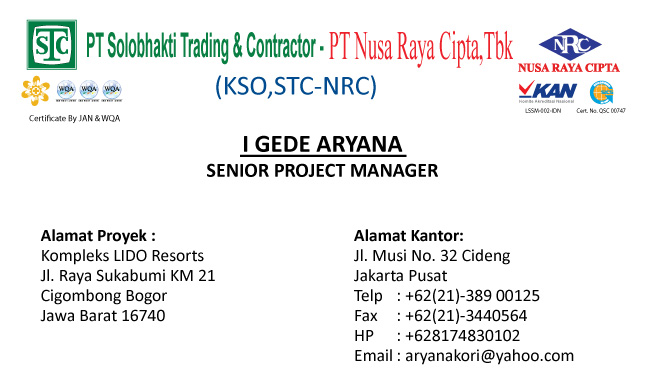 STC
PT Solobhakti Trading & Contractor - PT Nusa Raya Cipta,Tbk
NRC
NUSA RAYA CIPTA
(KSO,STC-NRC)
WQA WQA WQA
KAN
Komite Akreditasi Nasional
LSSM-002-IDN
Cert. No. QSC 00747
Certificate By JAN & WQA
I GEDE ARYANA
SENIOR PROJECT MANAGER
Alamat Proyek :
Kompleks LIDO Resorts
Jl. Raya Sukabumi KM 21
Cigombong Bogor
Jawa Barat 16740
Alamat Kantor:
Jl. Musi No. 32 Cideng
Jakarta Pusat
Telp : +62(21)-389 00125
Fax : +62(21)-3440564
HP : +628174830102
Email : aryanakori@yahoo.com